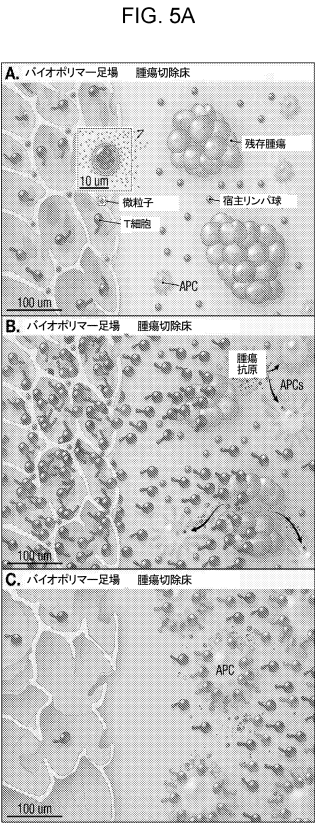 FIG. 5A
A. バイオポリマー足場 腫瘍切除床
残存腫瘍
10 um
微粒子
宿主リンパ球
T細胞
APC
100 um
B. バイオポリマー足場 腫瘍切除床
腫瘍
抗原
APCs
100 um
C. バイオポリマー足場 腫瘍切除床
APC
100 um